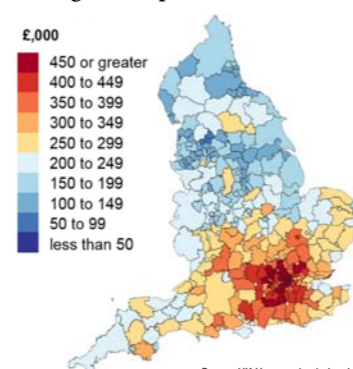 £,000
450 or greater
400 to 449
350 to 399
300 to 349
250 to 299
200 to 249
150 to 199
100 to 149
50 to 99
less than 50